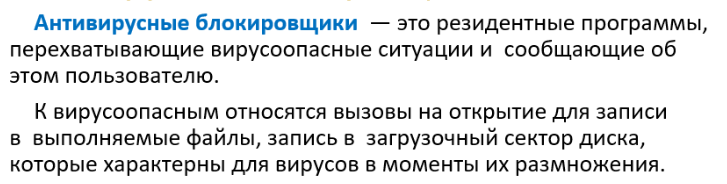 Антивирусные блокировщики — это резидентные программы,
перехватывающие вирусоопасные ситуации и сообщающие об
этом пользователю.
К вирусоопасным относятся вызовы на открытие для записи
в выполняемые файлы, запись в загрузочный сектор диска,
которые характерны для вирусов в моменты их размножения.